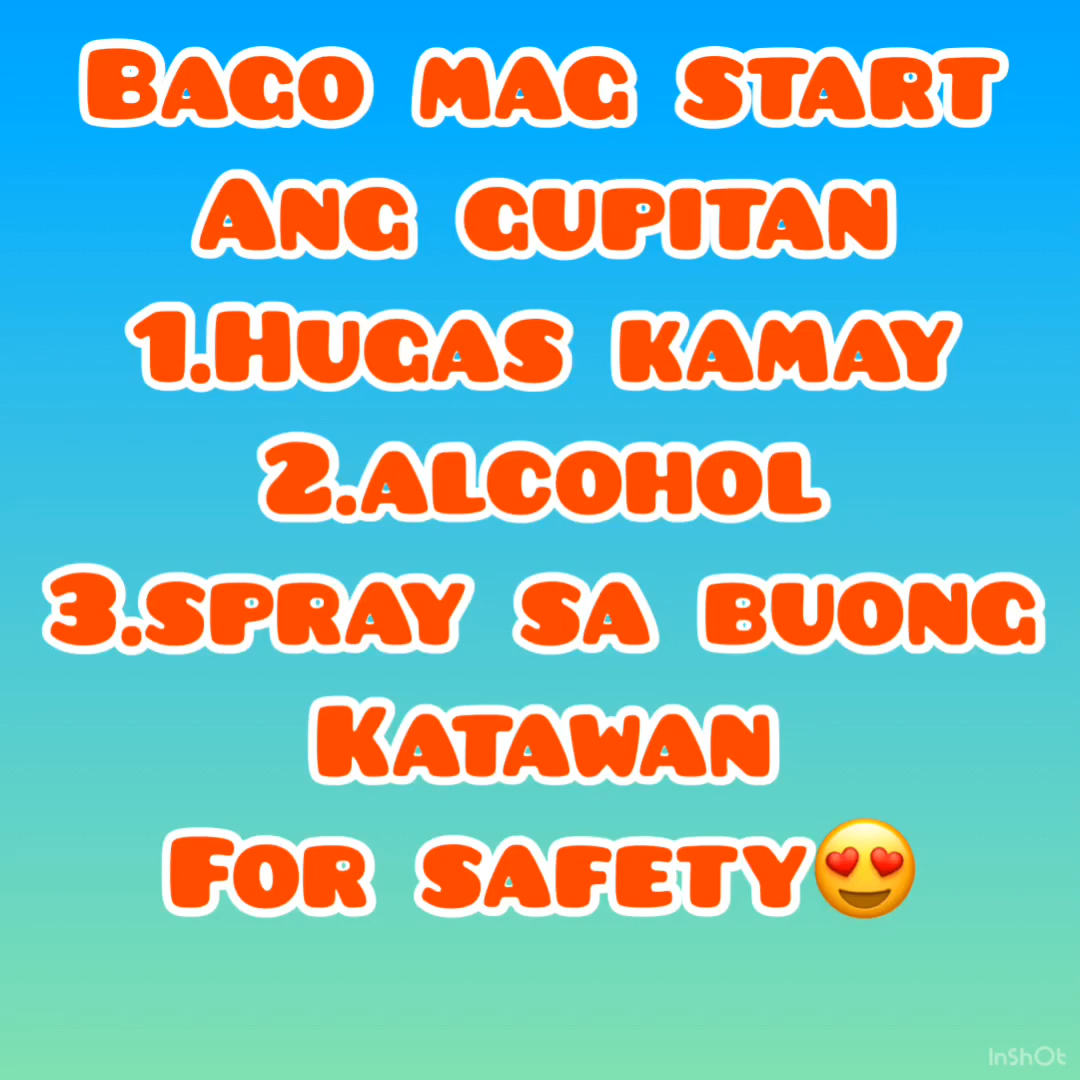 Bago mag start
Ang gupitan
1.Hugas kamay
2.alcohol
3.spray sa buong
Katawan
For safety😍
InShOt